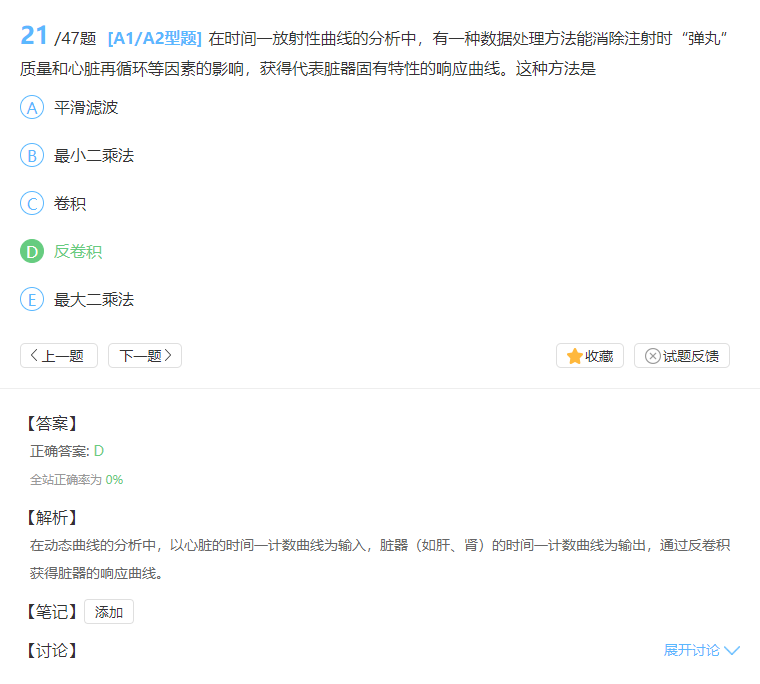 21 /47题 [A1/A2型题] 在时间一放射性曲线的分析中，有一种数据处理方法能消除注射时“弹丸”
质量和心脏再循环等因素的影响，获得代表脏器固有特性的响应曲线。这种方法是
A 平滑滤波
B 最小二乘法
C 卷积
D 反卷积
E 最大二乘法
上一题 下一题 收藏 试题反馈
【答案】
正确答案: D
全站正确率为 0%
【解析】
在动态曲线的分析中，以心脏的时间一计数曲线为输入，脏器（如肝、肾）的时间一计数曲线为输出，通过反卷积
获得脏器的响应曲线。
【笔记】 添加
【讨论】 展开讨论